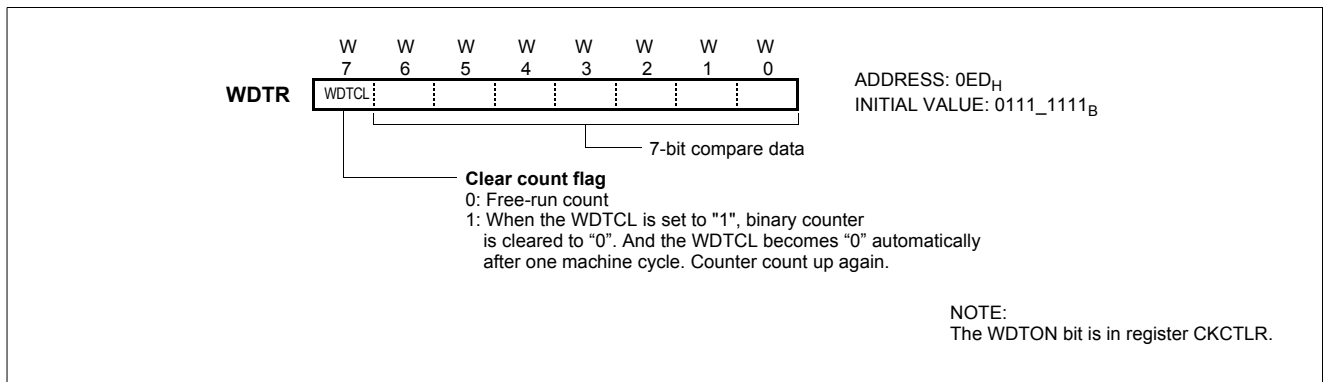 W W W W W W W W
7 6 5 4 3 2 1 0
WDTR WDTCL
ADDRESS: 0EDH
INITIAL VALUE: 0111_1111B
7-bit compare data
Clear count flag
0: Free-run count
1: When the WDTCL is set to "1", binary counter
is cleared to “0”. And the WDTCL becomes “0” automatically
after one machine cycle. Counter count up again.
NOTE:
The WDTON bit is in register CKCTLR.